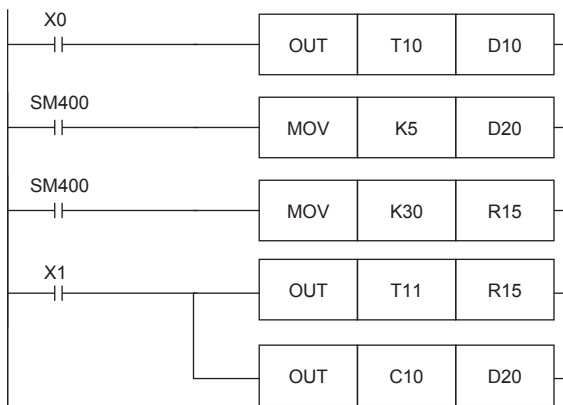 X0
OUT T10 D10
SM400
MOV K5 D20
SM400
MOV K30 R15
X1
OUT T11 R15
OUT C10 D20